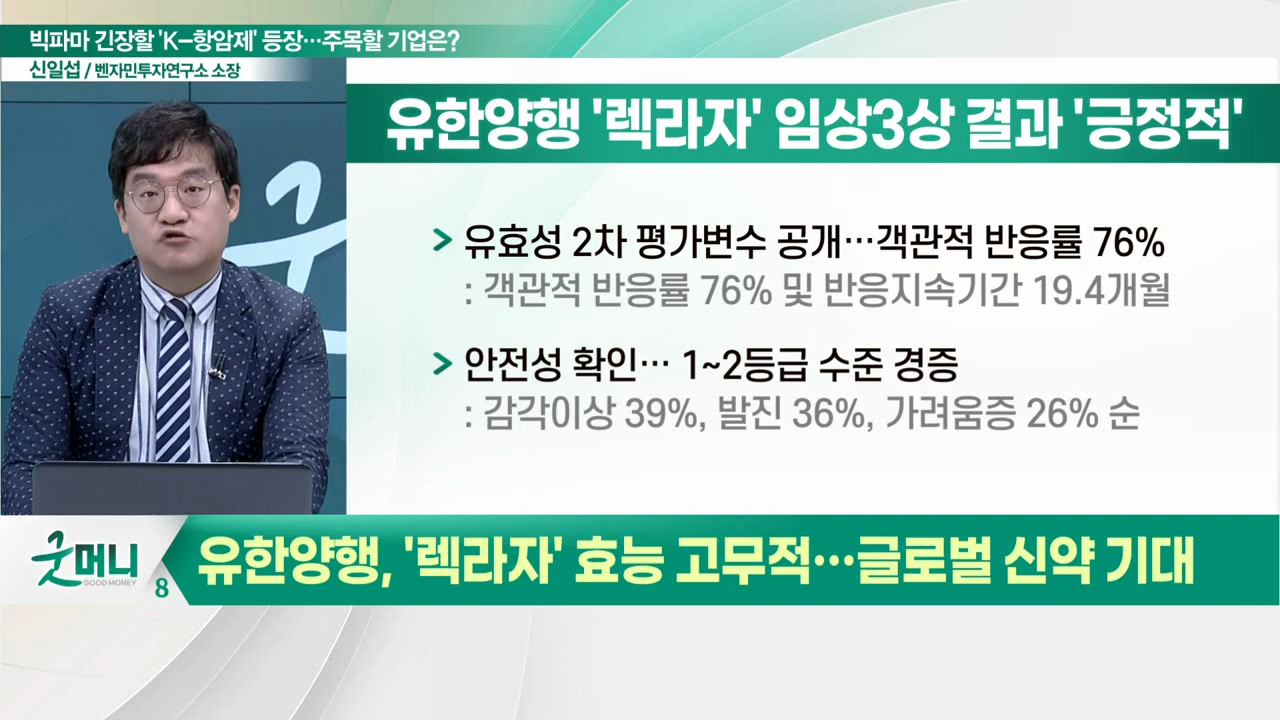 빅파마 긴장할 'K-항암제' 등장…주목할 기업은?
신일섭 / 벤자민투자연구소 소장
유한양행 '렉라자' 임상3상 결과 '긍정적'
> 유효성 2차 평가변수 공개…객관적 반응률 76%
: 객관적 반응률 76% 및 반응지속기간 19.4개월
> 안전성 확인… 1~2등급 수준 경증
: 감각이상 39%, 발진 36%, 가려움증 26% 순
굿머니
GOOD MONEY
8
유한양행, '렉라자' 효능 고무적…글로벌 신약 기대